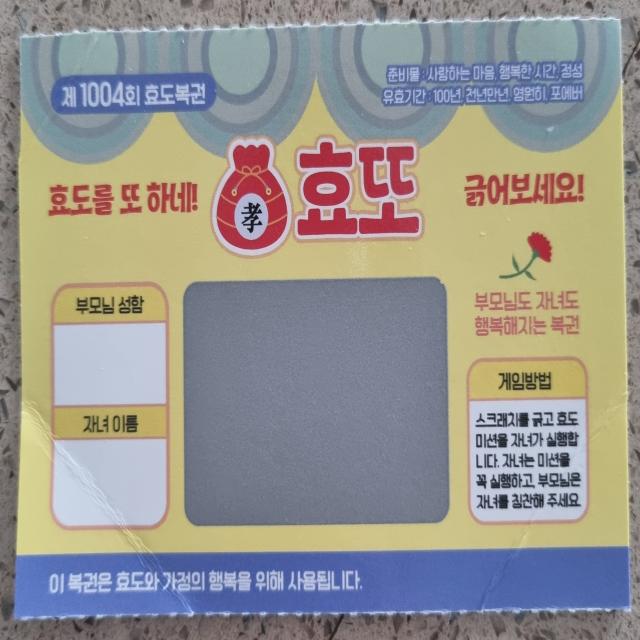 제 1004회 효도복권
준비물 : 사랑하는 마음, 행복한 시간, 정성
유효기간 : 100년, 천년만년, 영원히, 포에버
효도를 또 하네!
孝
효또
긁어보세요!
부모님도 자녀도
행복해지는 복권
부모님 성함
자녀 이름
게임방법
스크래치를 긁고 효도
미션을 자녀가 실행합
니다. 자녀는 미션을
꼭 실행하고, 부모님은
자녀를 칭찬해 주세요
이 복권은 효도와 가정의 행복을 위해 사용됩니다.